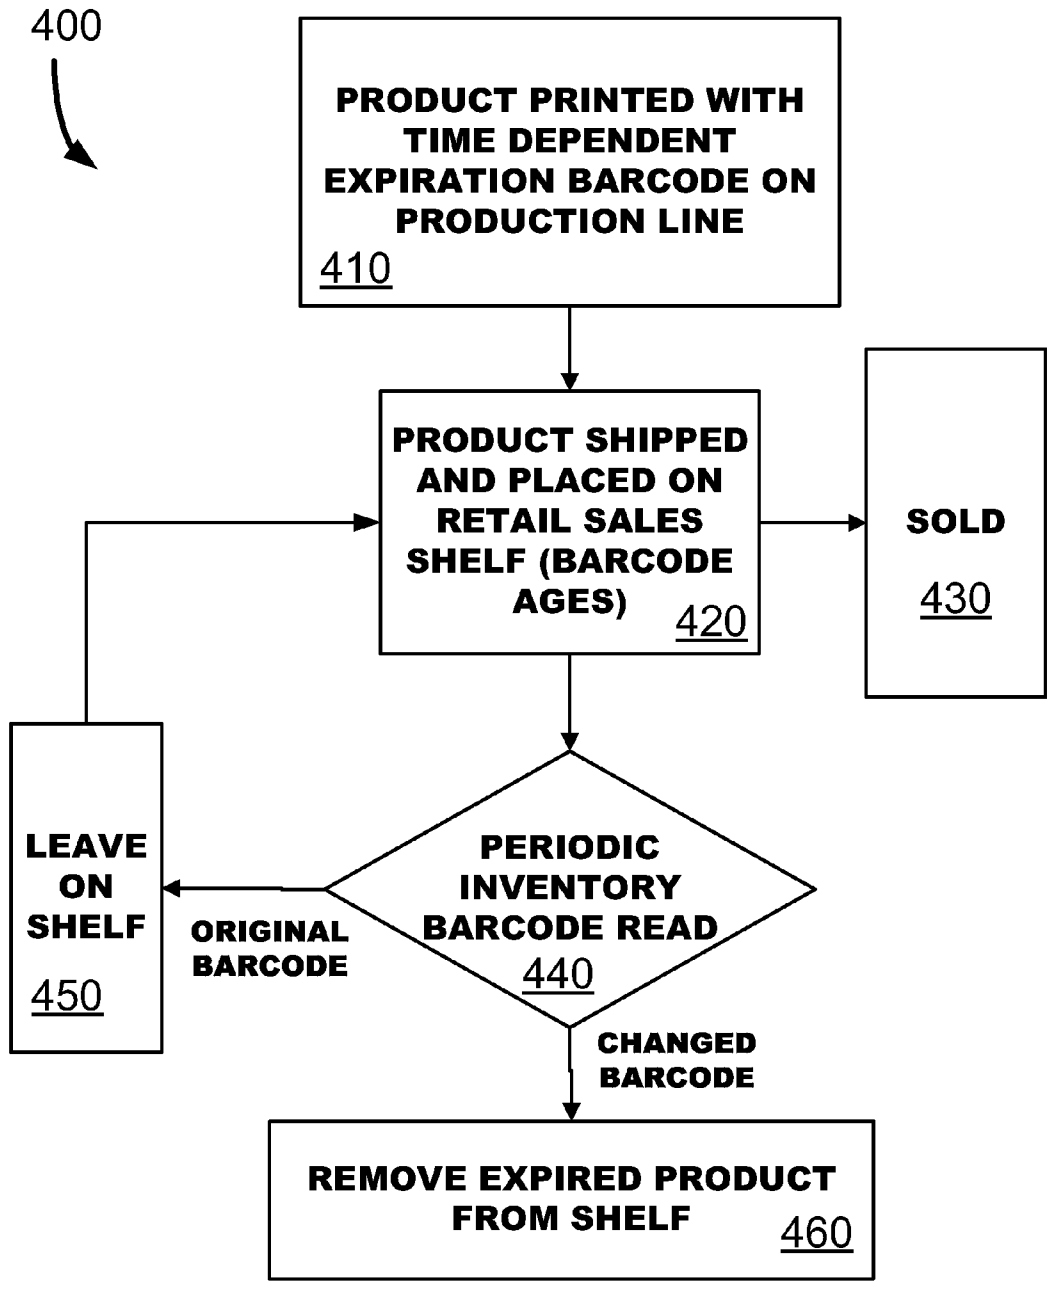 400
PRODUCT PRINTED WITH
TIME DEPENDENT
EXPIRATION BARCODE ON
PRODUCTION LINE
410
PRODUCT SHIPPED
AND PLACED ON
RETAIL SALES
SHELF (BARCODE
AGES)
420
SOLD
430
PERIODIC
INVENTORY
BARCODE READ
440
ORIGINAL
BARCODE
LEAVE
ON
SHELF
450
CHANGED
BARCODE
REMOVE EXPIRED PRODUCT
FROM SHELF
460